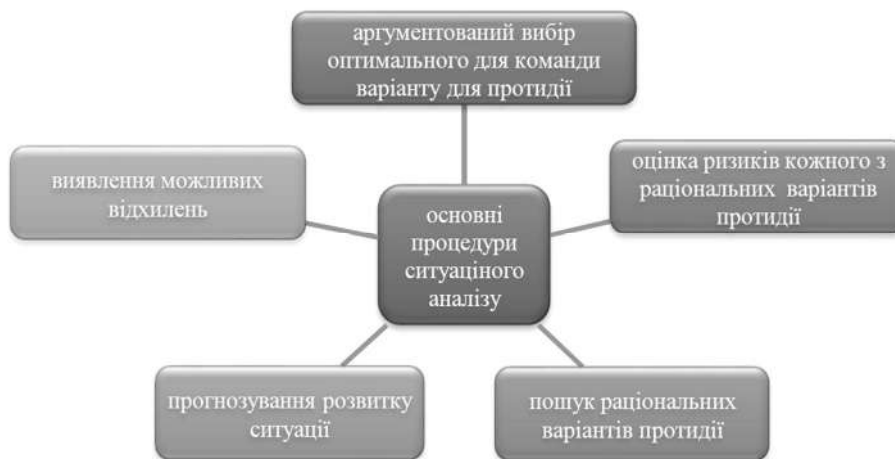 аргументований вибір
оптимального для команди
варіанту для протидії
виявлення можливих
відхилень
оцінка ризиків кожного з
раціональних варіантів
протидії
основні
процедури
ситуаціного
аналізу
прогнозування розвитку
ситуації
пошук раціональних
варіантів протидії